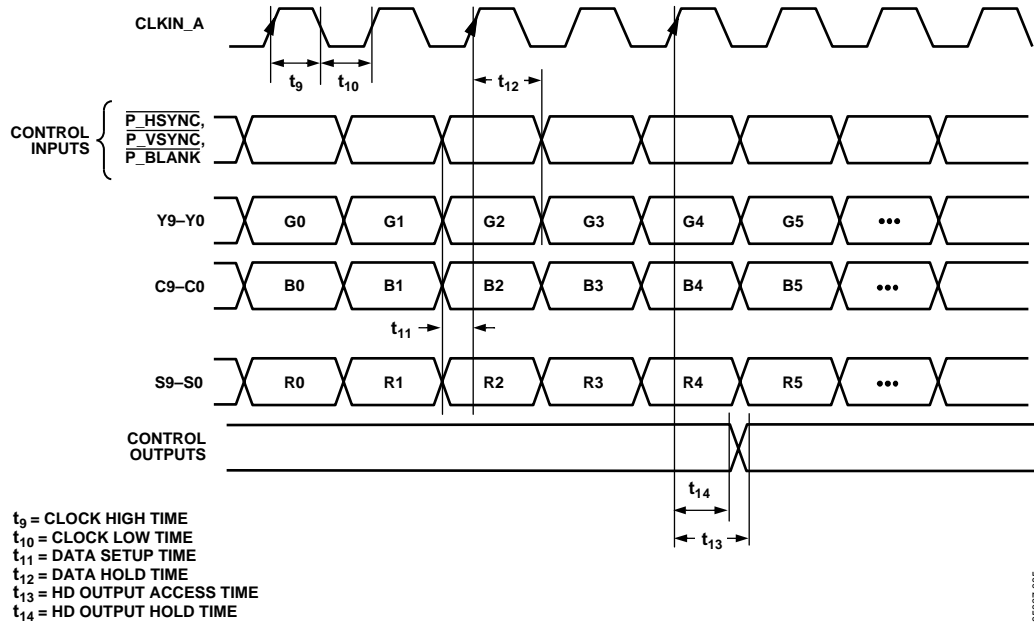 CLKIN_A
t9
t10
t12
CONTROL
INPUTS
P_HSYNC,
P_VSYNC,
P_BLANK
Y9–Y0
G0 G1 G2 G3 G4 G5 •••
C9–C0
B0 B1 B2 B3 B4 B5 •••
t11
S9–S0
R0 R1 R2 R3 R4 R5 •••
CONTROL
OUTPUTS
t14
t13
t9 = CLOCK HIGH TIME
t10 = CLOCK LOW TIME
t11 = DATA SETUP TIME
t12 = DATA HOLD TIME
t13 = HD OUTPUT ACCESS TIME
t14 = HD OUTPUT HOLD TIME